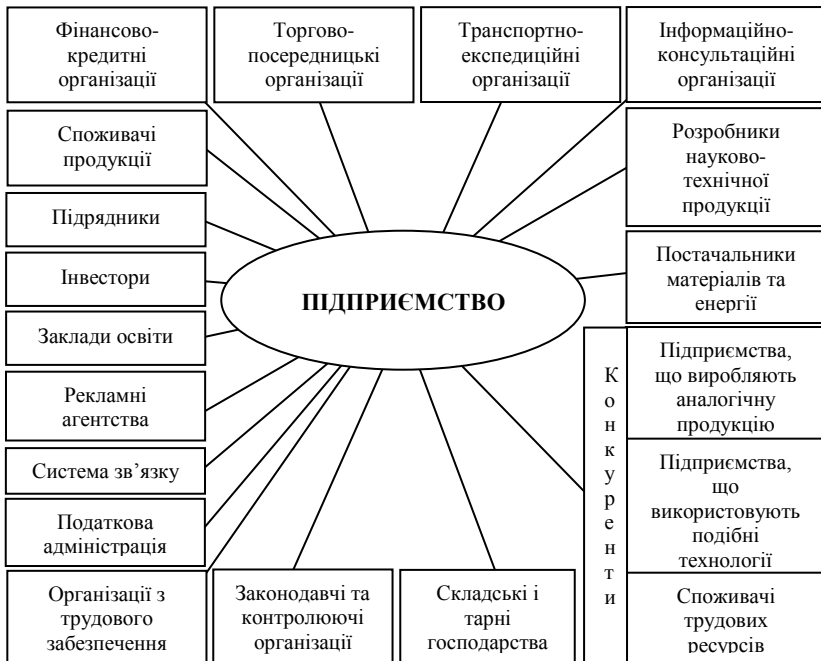 Фінансово-
кредитні
організації
Торгово-
посередницькі
організації
Транспортно-
експедиційні
організації
Інформаційно-
консультаційні
організації
Споживачі
продукції
Підрядники
Інвестори
Заклади освіти
Рекламні
агентства
Система зв’язку
Податкова
адміністрація
Організації з
трудового
забезпечення
ПІДПРИЄМСТВО
Розробники
науково-
технічної
продукції
Постачальники
матеріалів та
енергії
Конкуренти
Підприємства,
що виробляють
аналогічну
продукцію
Підприємства,
що
використовують
подібні
технології
Споживачі
трудових
ресурсів
Законодавчі та
контролюючі
організації
Складські і
тарні
господарства